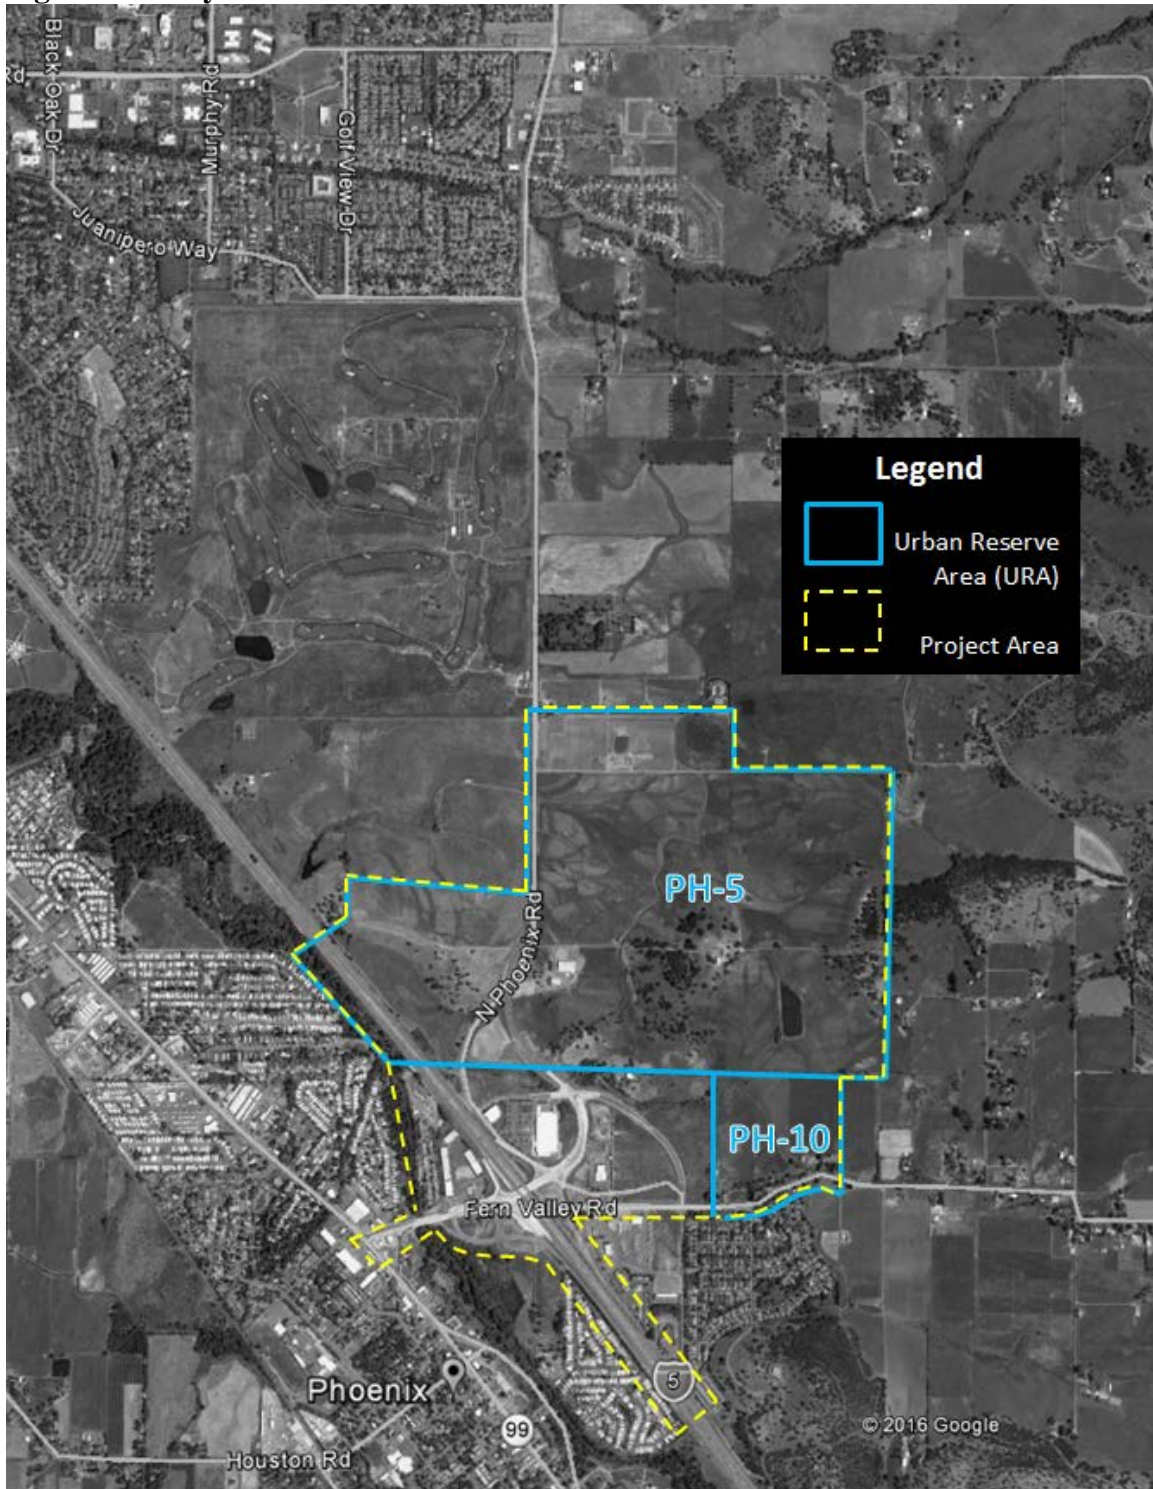 Black Oak Dr
Rd
Murphy Rd
Golf View Dr
Juanipero Way
Legend
Urban Reserve
Area (URA)
Project Area
PH-5
N Phoenix Rd
PH-10
Fern Valley Rd
5
Phoenix
99
© 2016 Google
Houston Rd